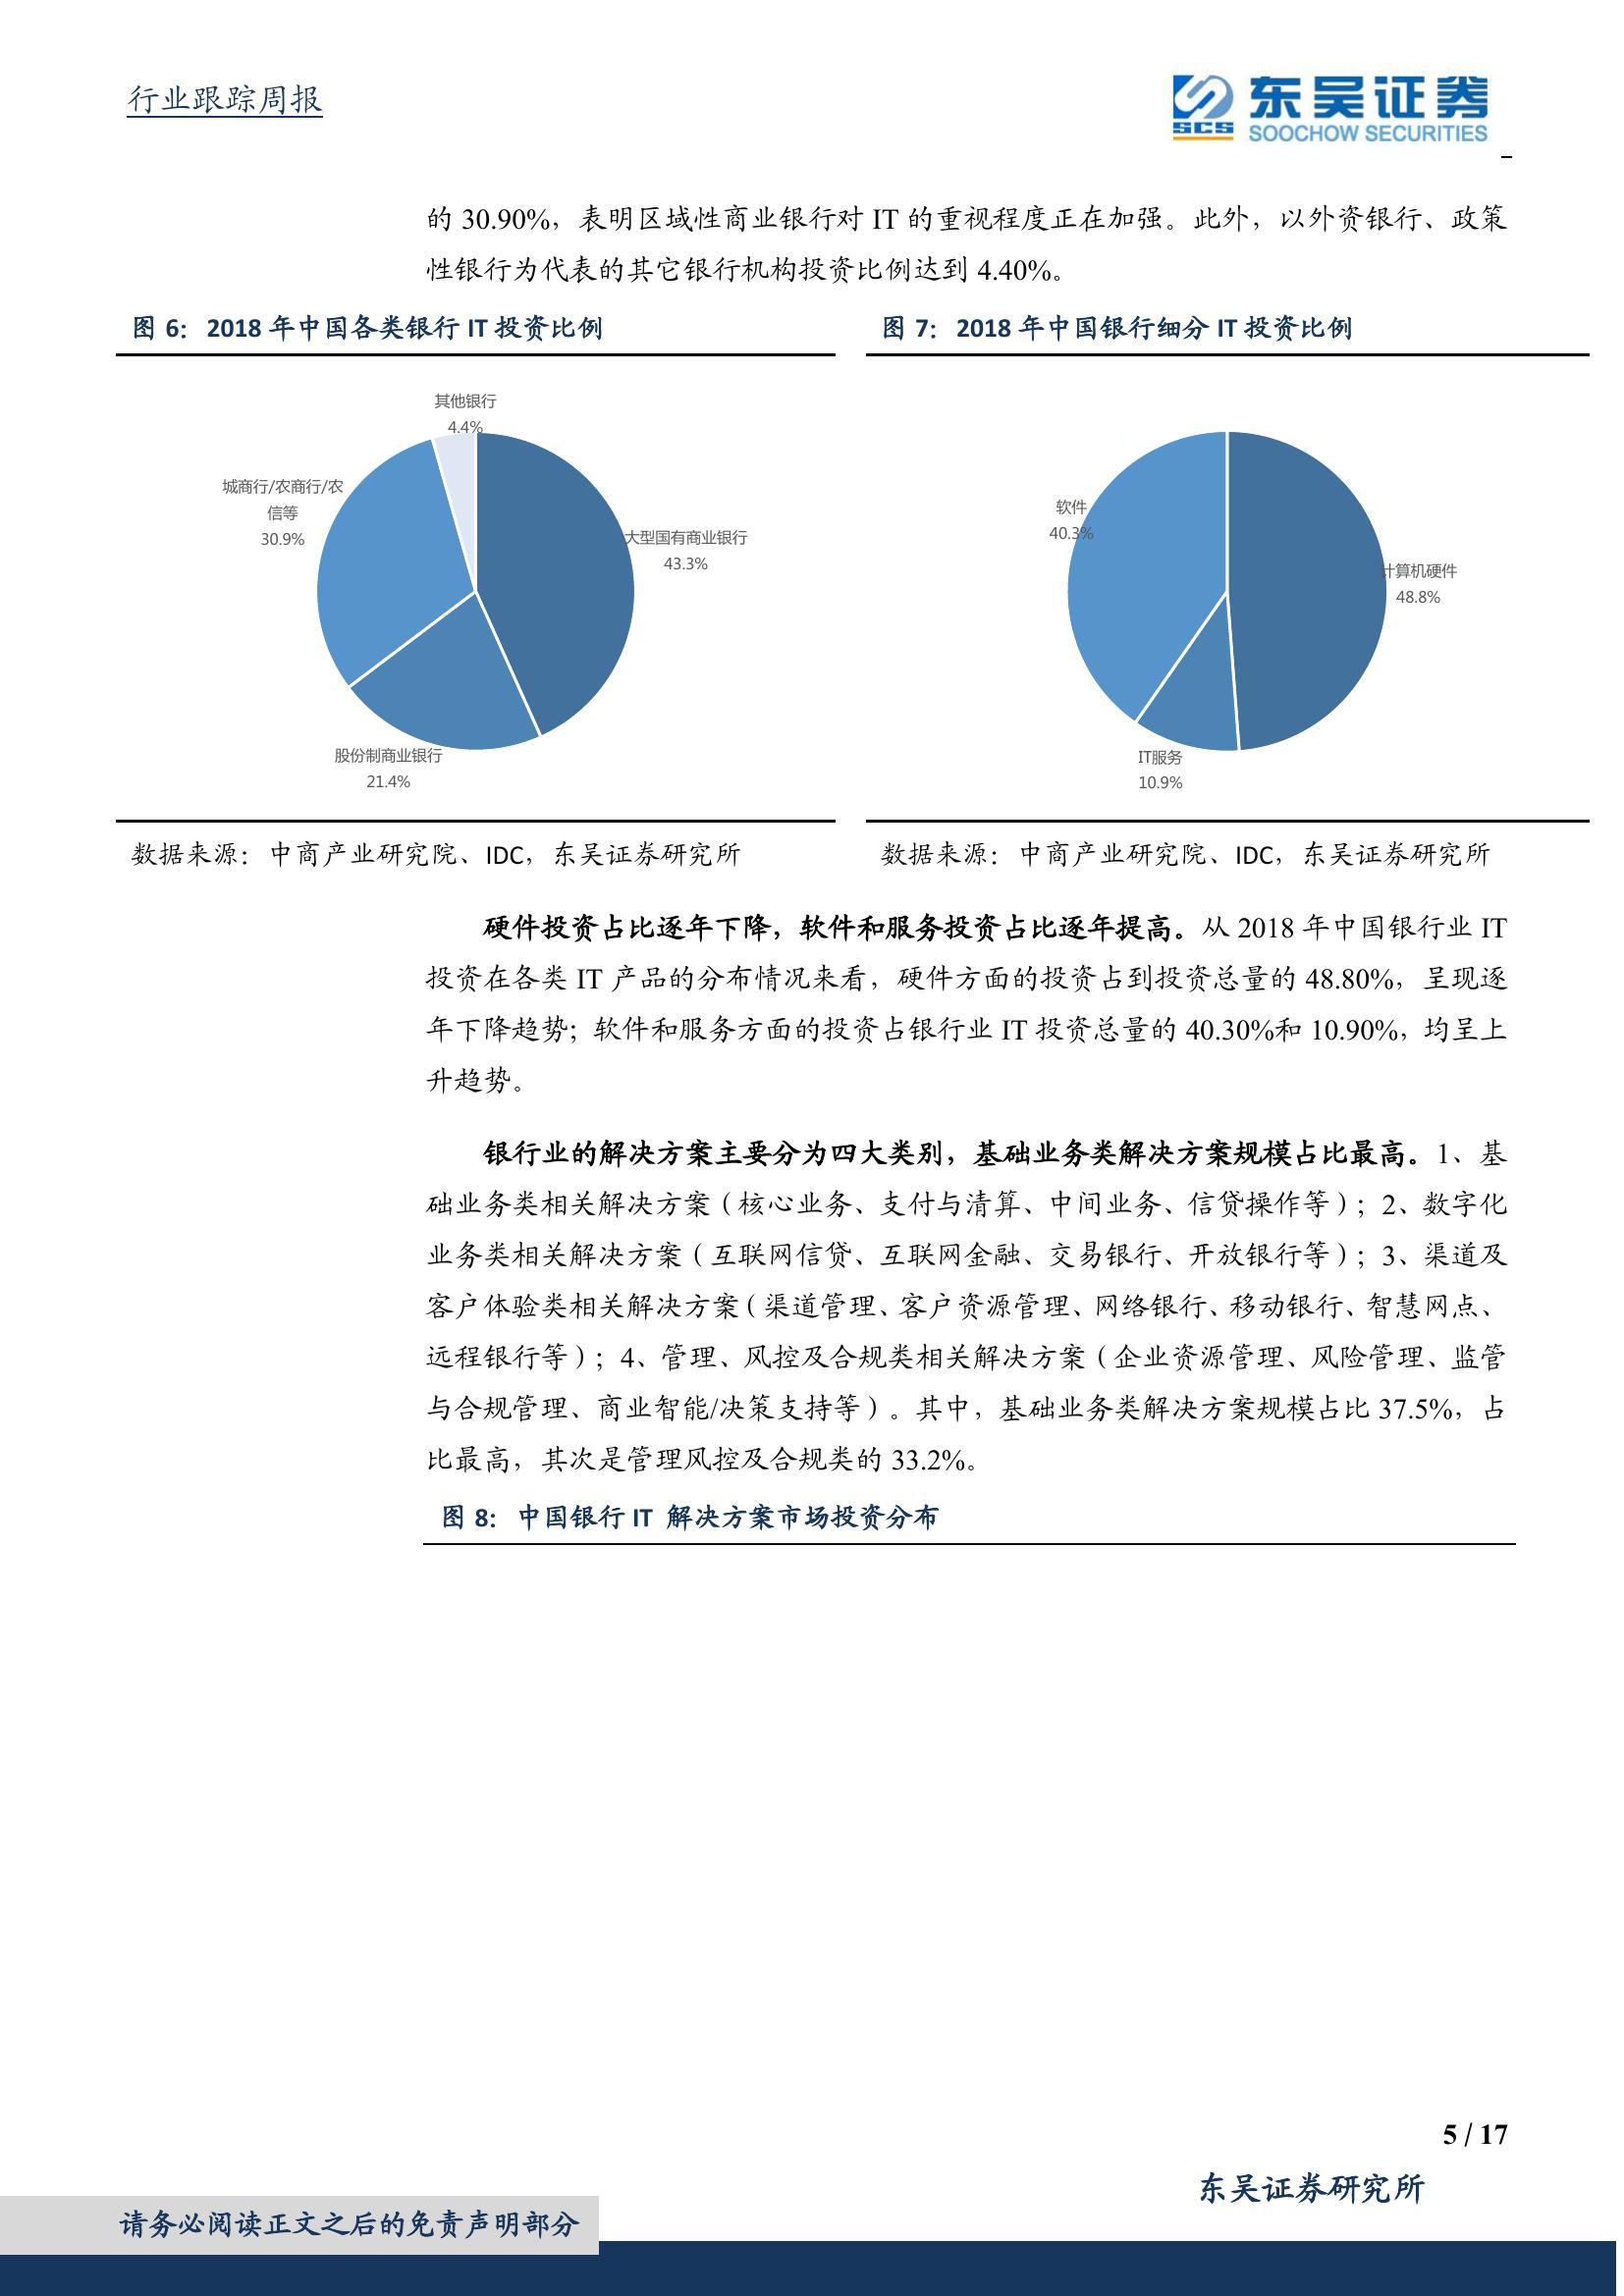 行业跟踪周报
SCS
东吴证券
SOOCHOW SECURITIES
的 30.90%，表明区域性商业银行对 IT 的重视程度正在加强。此外，以外资银行、政策
性银行为代表的其它银行机构投资比例达到 4.40%。
图 6： 2018 年中国各类银行 IT 投资比例
其他银行
4.4%
城商行/农商行/农
信等
30.9%
大型国有商业银行
43.3%
股份制商业银行
21.4%
数据来源：中商产业研究院、IDC，东吴证券研究所
图 7： 2018 年中国银行细分 IT 投资比例
软件
40.3%
计算机硬件
48.8%
IT服务
10.9%
数据来源：中商产业研究院、IDC，东吴证券研究所
硬件投资占比逐年下降，软件和服务投资占比逐年提高。从 2018 年中国银行业 IT
投资在各类 IT 产品的分布情况来看，硬件方面的投资占到投资总量的 48.80%，呈现逐
年下降趋势；软件和服务方面的投资占银行业 IT 投资总量的 40.30%和 10.90%，均呈上
升趋势。
银行业的解决方案主要分为四大类别，基础业务类解决方案规模占比最高。1、基
础业务类相关解决方案（核心业务、支付与清算、中间业务、信贷操作等）；2、数字化
业务类相关解决方案（互联网信贷、互联网金融、交易银行、开放银行等）；3、渠道及
客户体验类相关解决方案（渠道管理、客户资源管理、网络银行、移动银行、智慧网点、
远程银行等）；4、管理、风控及合规类相关解决方案（企业资源管理、风险管理、监管
与合规管理、商业智能/决策支持等）。其中，基础业务类解决方案规模占比 37.5%，占
比最高，其次是管理风控及合规类的 33.2%。
图 8： 中国银行 IT 解决方案市场投资分布
5 / 17
东吴证券研究所
请务必阅读正文之后的免责声明部分